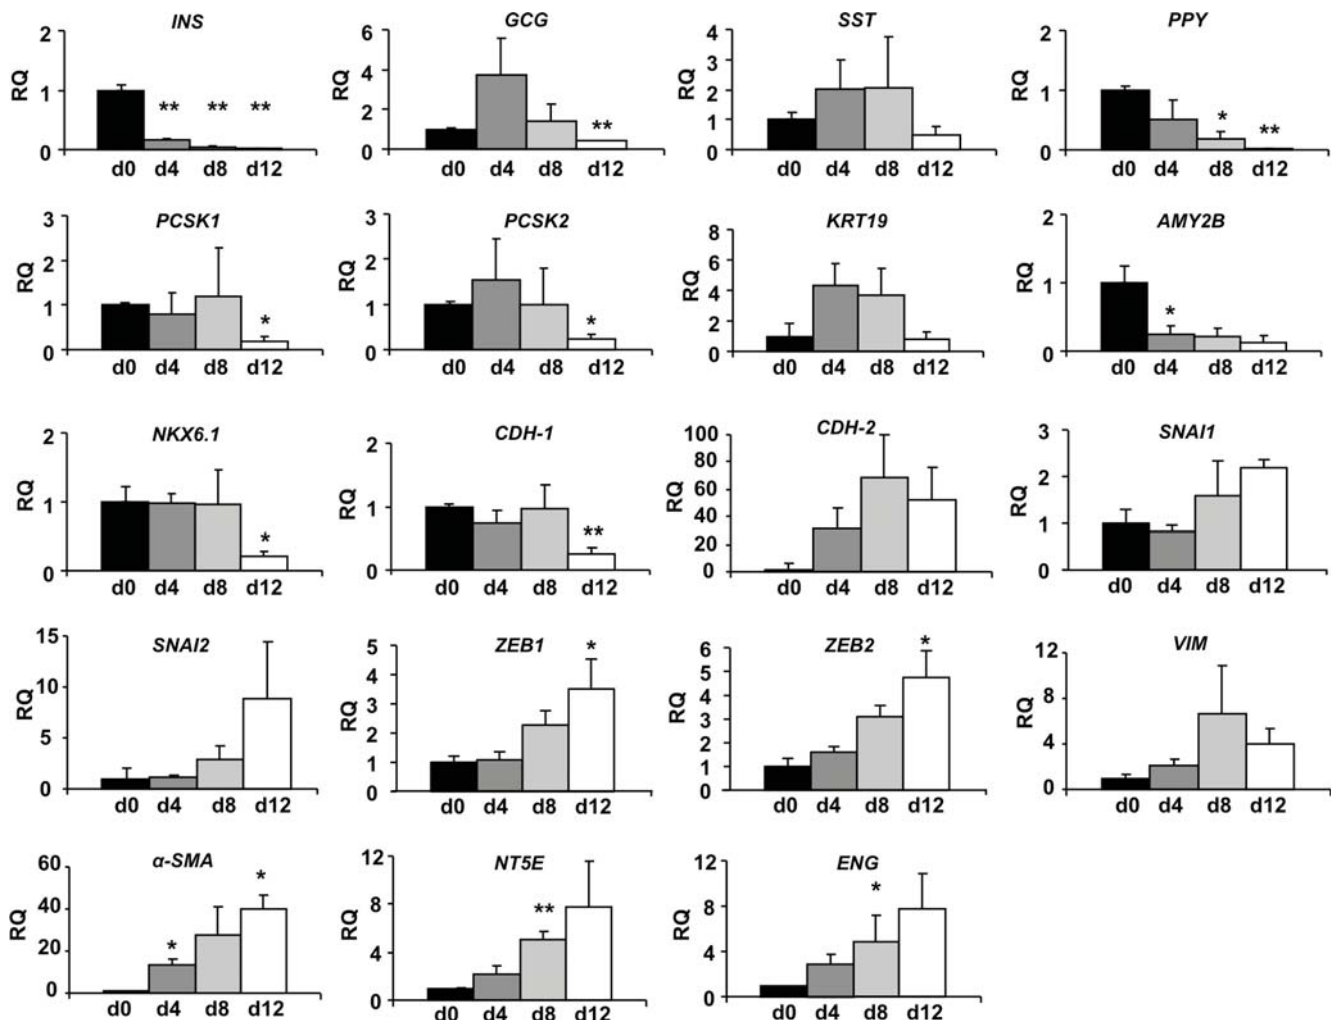 INS
2
1
0
RQ
** ** **
d0 d4 d8 d12
GCG
6
4
2
0
RQ
**
d0 d4 d8 d12
SST
4
3
2
1
0
RQ
d0 d4 d8 d12
PPY
2
1
0
RQ
* **
d0 d4 d8 d12
PCSK1
3
2
1
0
RQ
*
d0 d4 d8 d12
PCSK2
3
2
1
0
RQ
*
d0 d4 d8 d12
KRT19
8
6
4
2
0
RQ
d0 d4 d8 d12
AMY2B
2
1
0
RQ
*
d0 d4 d8 d12
NKX6.1
2
1
0
RQ
*
d0 d4 d8 d12
CDH-1
2
1
0
RQ
**
d0 d4 d8 d12
CDH-2
100
80
60
40
20
0
RQ
d0 d4 d8 d12
SNAI1
3
2
1
0
RQ
d0 d4 d8 d12
SNAI2
15
10
5
0
RQ
d0 d4 d8 d12
ZEB1
5
4
3
2
1
0
RQ
*
d0 d4 d8 d12
ZEB2
6
5
4
3
2
1
0
RQ
*
d0 d4 d8 d12
VIM
12
8
4
0
RQ
d0 d4 d8 d12
α-SMA
60
40
20
0
RQ
* *
d0 d4 d8 d12
NT5E
12
8
4
0
RQ
**
d0 d4 d8 d12
ENG
12
8
4
0
RQ
*
d0 d4 d8 d12